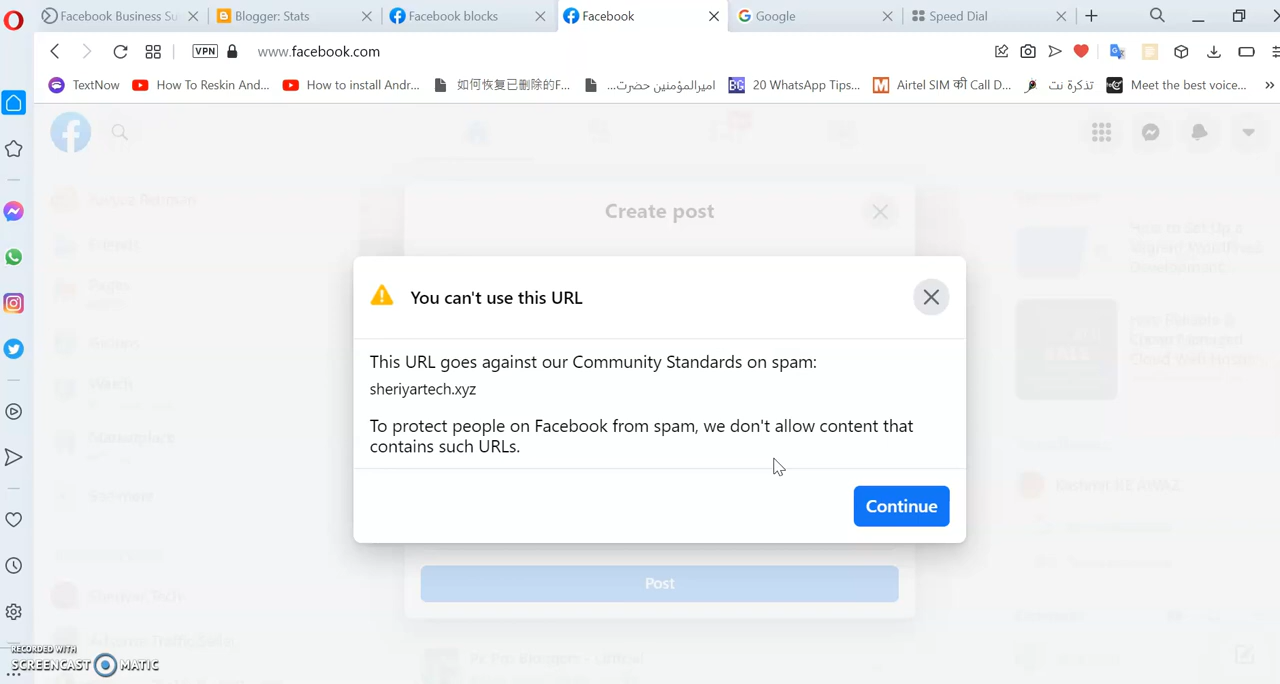 Facebook Business Su
Blogger: Stats
Facebook blocks
Facebook
Google
Speed Dial
VPN
www.facebook.com
TextNow
How To Reskin And...
How to install Andr...
如何恢复已删除的F...
امیرالمؤمنین حضرت...
20 WhatsApp Tips...
Airtel SIM की Call D...
تذكرة نت
Meet the best voice...
Create post
You can't use this URL
This URL goes against our Community Standards on spam:
sheriyartech.xyz
To protect people on Facebook from spam, we don't allow content that
contains such URLs.
Continue
Post
RECORDED WITH
SCREENCAST MATIC